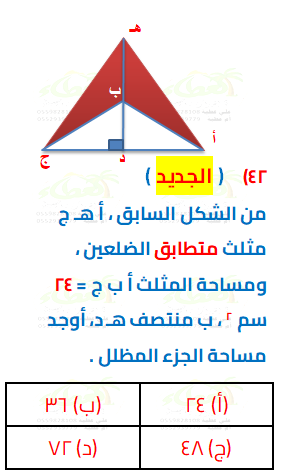 هـ
ب
أ
د
ج
٤٢) ( الجديد )
من الشكل السابق ، أ هـ ج
مثلث متطابق الضلعين ،
ومساحة المثلث أ ب ج = ٢٤
سم ٢ ، ب منتصف هـ د، أوجد
مساحة الجزء المظلل .
(أ) ٢٤ (ب) ٣٦
(ج) ٤٨ (د) ٧٢